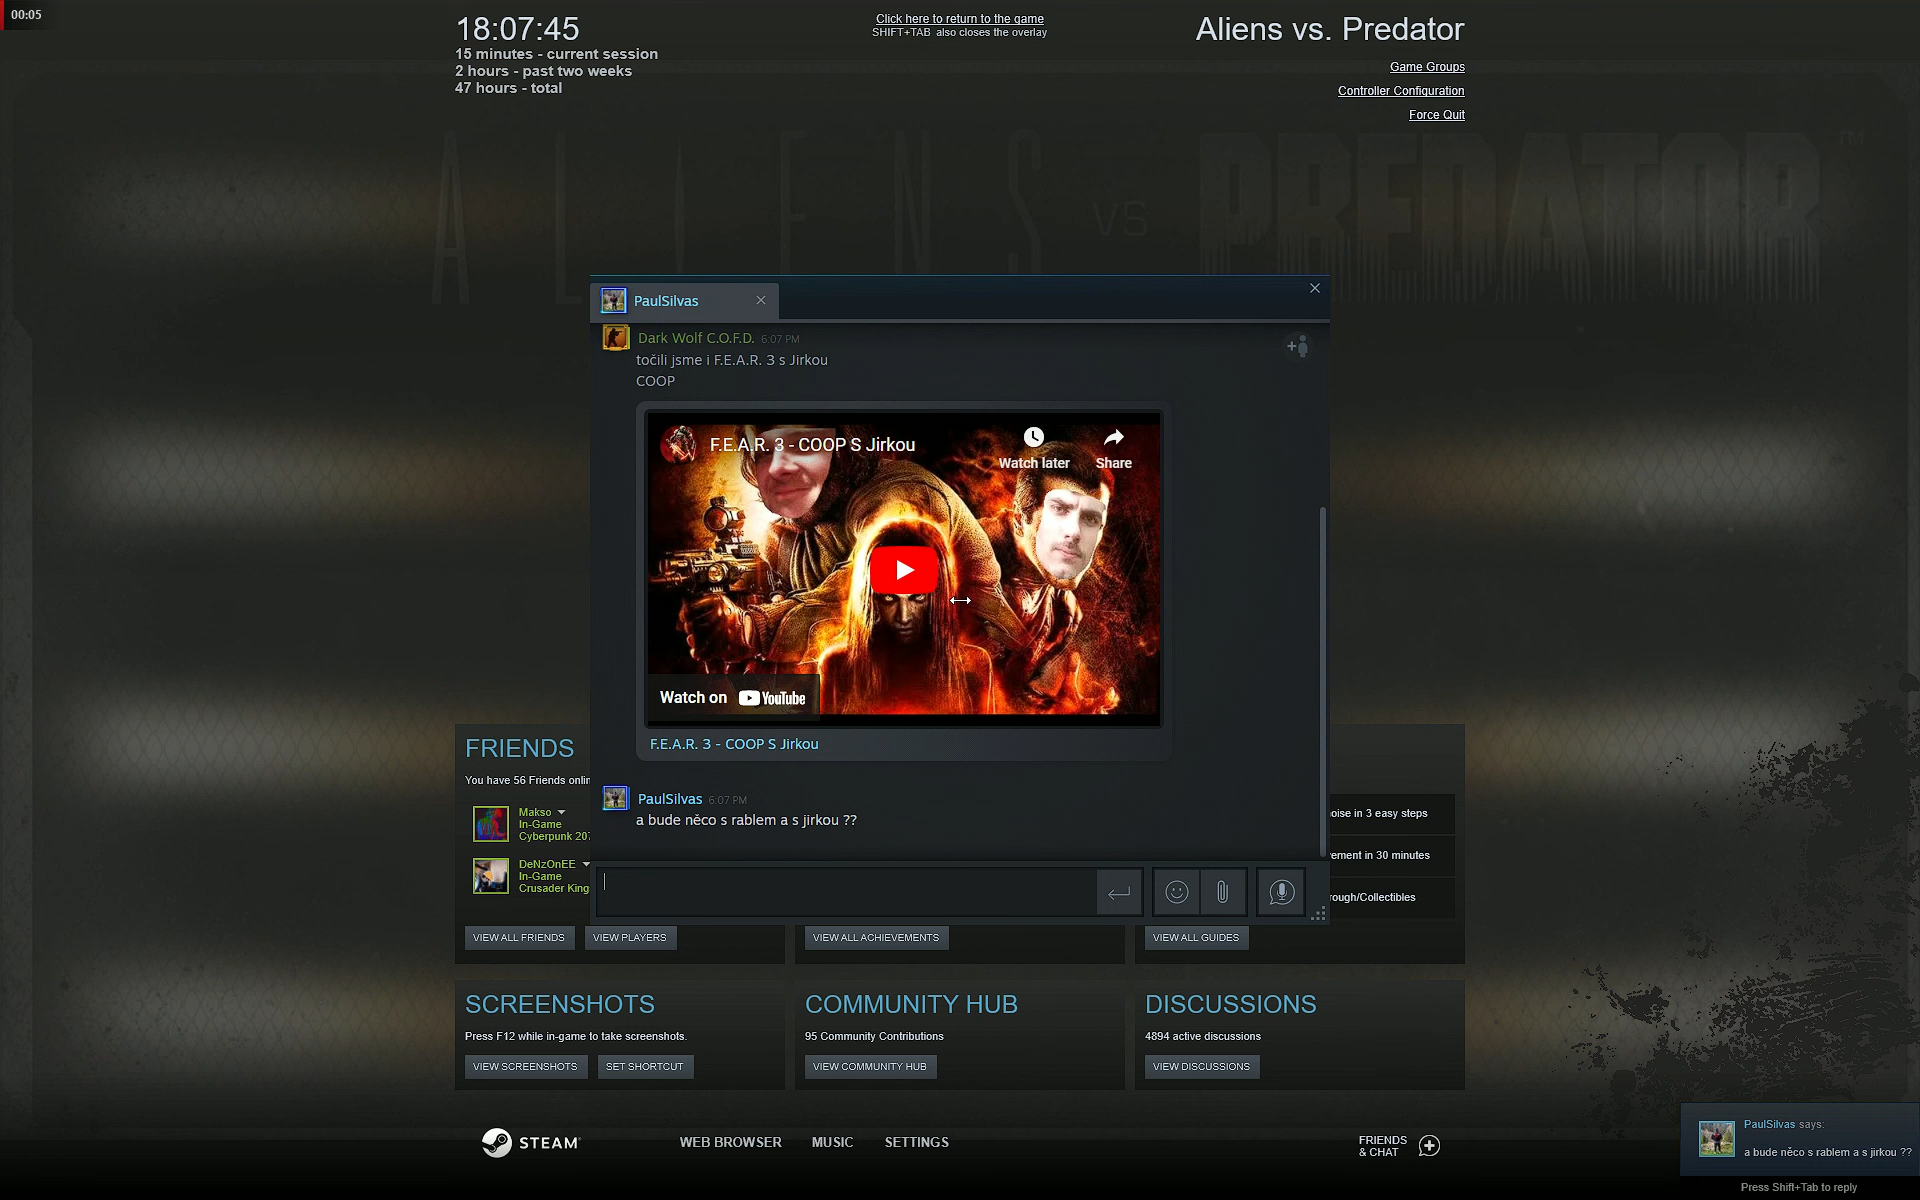 00:05
18:07:45
15 minutes - current session
2 hours - past two weeks
47 hours - total
Click here to return to the game
SHIFT+TAB also closes the overlay
Aliens vs. Predator
Game Groups
Controller Configuration
Force Quit
ALIENS VS PREDATOR TM
PaulSilvas
Dark Wolf C.O.F.D. 6:07 PM
točili jsme i F.E.A.R. 3 s Jirkou
COOP
F.E.A.R. 3 - COOP S Jirkou
Watch later
Share
Watch on YouTube
F.E.A.R. 3 - COOP S Jirkou
PaulSilvas 6:07 PM
a bude něco s rablem a s jirkou ??
FRIENDS
You have 56 Friends onlin
Makso
In-Game
Cyberpunk 207
DeNzOnEE
In-Game
Crusader King
VIEW ALL FRIENDS
VIEW PLAYERS
VIEW ALL ACHIEVEMENTS
oise in 3 easy steps
ement in 30 minutes
rough/Collectibles
VIEW ALL GUIDES
SCREENSHOTS
Press F12 while in-game to take screenshots.
VIEW SCREENSHOTS
SET SHORTCUT
COMMUNITY HUB
95 Community Contributions
VIEW COMMUNITY HUB
DISCUSSIONS
4894 active discussions
VIEW DISCUSSIONS
STEAM
WEB BROWSER
MUSIC
SETTINGS
FRIENDS
& CHAT
PaulSilvas says:
a bude něco s rablem a s jirkou ??
Press Shift+Tab to reply